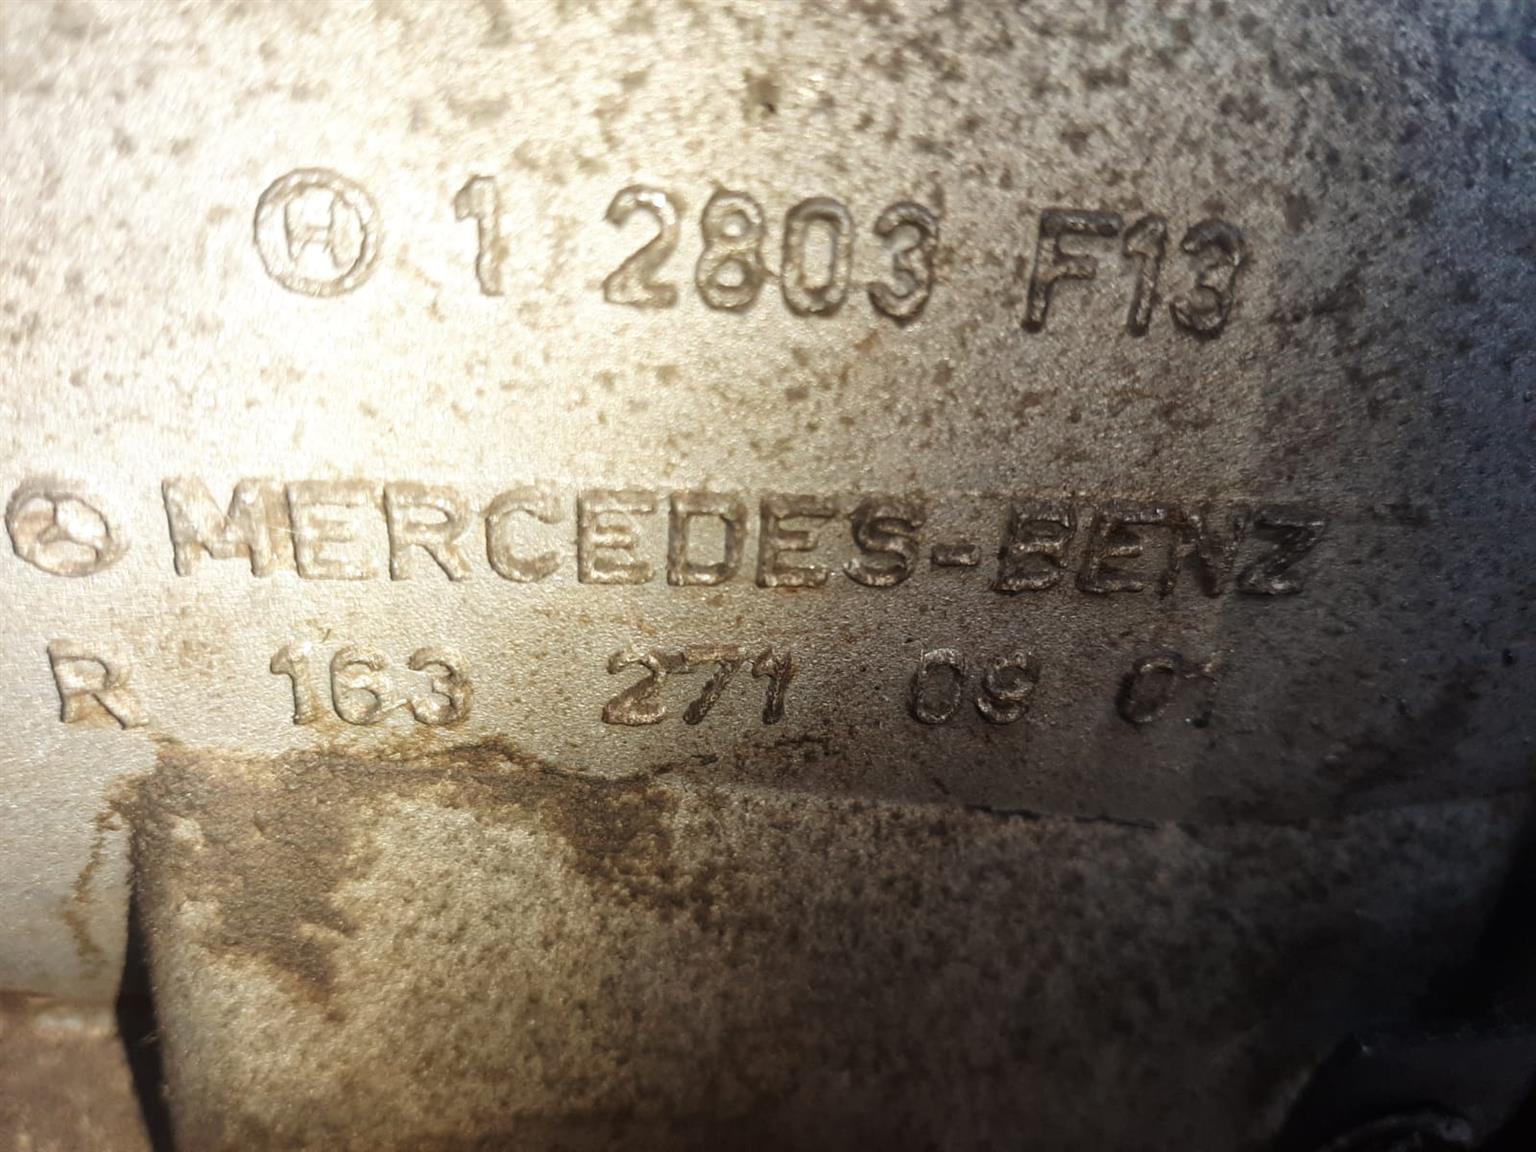 H 1 2803 F13
MERCEDES-BENZ
R 163 271 09 01